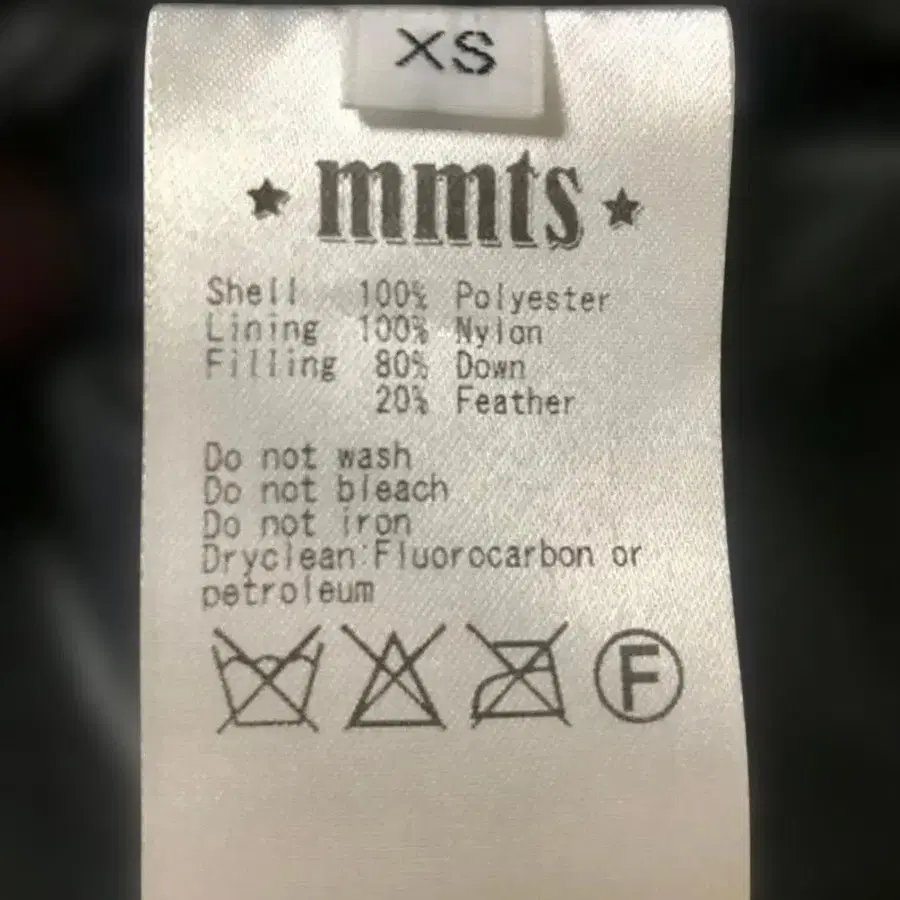 XS
mmts
Shell 100% Polyester
Lining 100% Nylon
Filling 80% Down
20% Feather
Do not wash
Do not bleach
Do not iron
Dryclean:Fluorocarbon or
petroleum
F